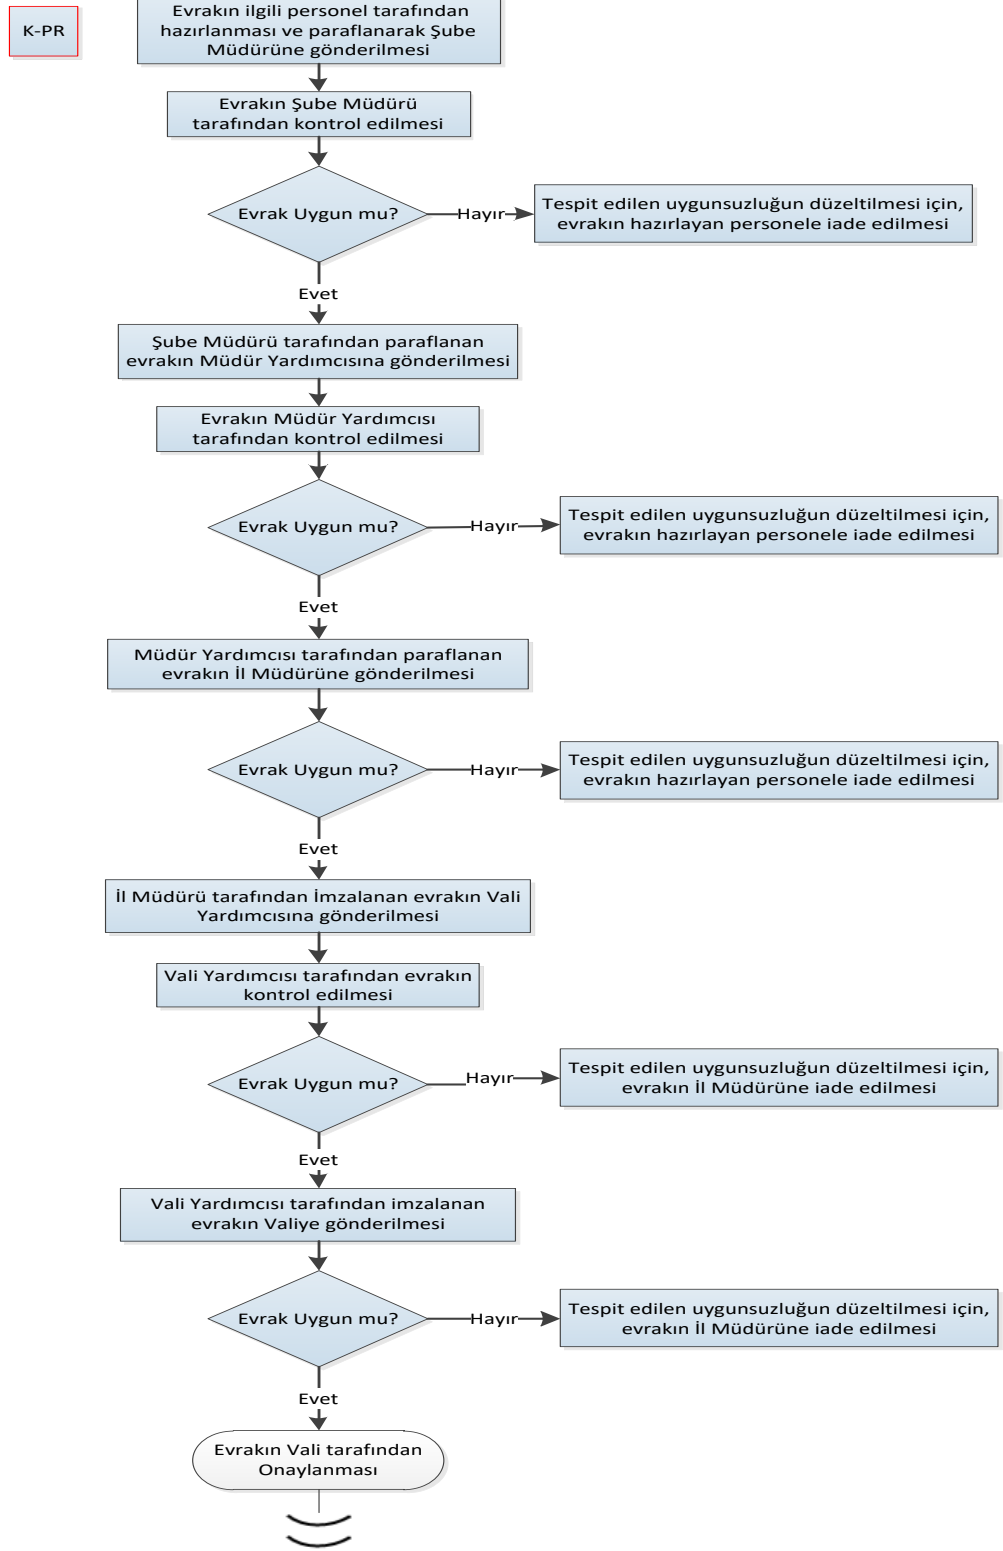 K-PR
Evrakın ilgili personel tarafından
hazırlanması ve paraflanarak Şube
Müdürüne gönderilmesi
Evrakın Şube Müdürü
tarafından kontrol edilmesi
Evrak Uygun mu?
Hayır
Tespit edilen uygunsuzluğun düzeltilmesi için,
evrakın hazırlayan personele iade edilmesi
Evet
Şube Müdürü tarafından paraflanan
evrakın Müdür Yardımcısına gönderilmesi
Evrakın Müdür Yardımcısı
tarafından kontrol edilmesi
Evrak Uygun mu?
Hayır
Tespit edilen uygunsuzluğun düzeltilmesi için,
evrakın hazırlayan personele iade edilmesi
Evet
Müdür Yardımcısı tarafından paraflanan
evrakın İl Müdürüne gönderilmesi
Evrak Uygun mu?
Hayır
Tespit edilen uygunsuzluğun düzeltilmesi için,
evrakın hazırlayan personele iade edilmesi
Evet
İl Müdürü tarafından İmzalanan evrakın Vali
Yardımcısına gönderilmesi
Vali Yardımcısı tarafından evrakın
kontrol edilmesi
Evrak Uygun mu?
Hayır
Tespit edilen uygunsuzluğun düzeltilmesi için,
evrakın İl Müdürüne iade edilmesi
Evet
Vali Yardımcısı tarafından imzalanan
evrakın Valiye gönderilmesi
Evrak Uygun mu?
Hayır
Tespit edilen uygunsuzluğun düzeltilmesi için,
evrakın İl Müdürüne iade edilmesi
Evet
Evrakın Vali tarafından
Onaylanması